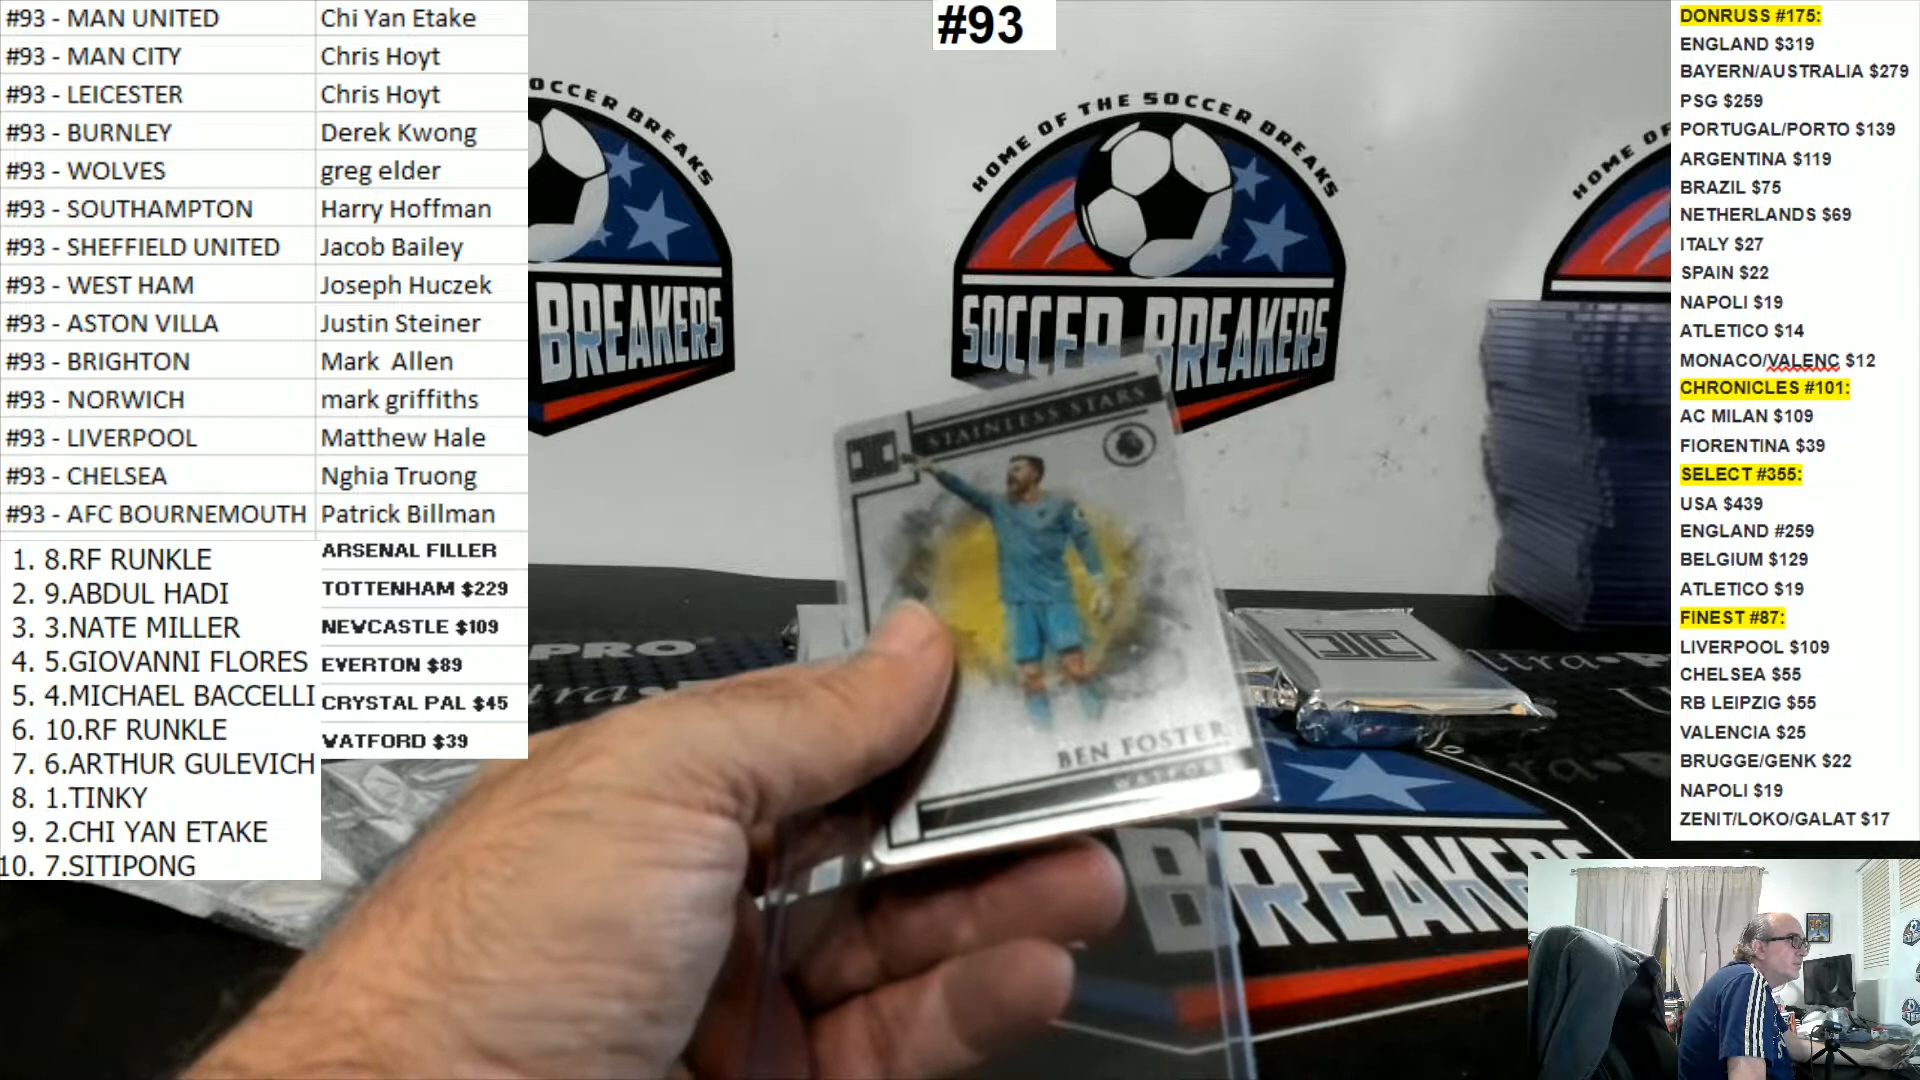 #93 - MAN UNITED Chi Yan Etake
#93 - MAN CITY Chris Hoyt
#93 - LEICESTER Chris Hoyt
#93 - BURNLEY Derek Kwong
#93 - WOLVES greg elder
#93 - SOUTHAMPTON Harry Hoffman
#93 - SHEFFIELD UNITED Jacob Bailey
#93 - WEST HAM Joseph Huczek
#93 - ASTON VILLA Justin Steiner
#93 - BRIGHTON Mark Allen
#93 - NORWICH mark griffiths
#93 - LIVERPOOL Matthew Hale
#93 - CHELSEA Nghia Truong
#93 - AFC BOURNEMOUTH Patrick Billman
1. 8.RF RUNKLE
2. 9.ABDUL HADI
3. 3.NATE MILLER
4. 5.GIOVANNI FLORES
5. 4.MICHAEL BACCELLI
6. 10.RF RUNKLE
7. 6.ARTHUR GULEVICH
8. 1.TINKY
9. 2.CHI YAN ETAKE
10. 7.SITIPONG
ARSENAL FILLER
TOTTENHAM $229
NEWCASTLE $109
EVERTON $89
CRYSTAL PAL $45
WATFORD $39
#93
OCCER BREAKS
BREAKERS
HOME OF THE SOCCER BREAKS
SOCCER BREAKERS
HOME OF
STAINLESS STARS
BEN FOSTER
WATFORD
PRO
BREAKERS
DONRUSS #175:
ENGLAND $319
BAYERN/AUSTRALIA $279
PSG $259
PORTUGAL/PORTO $139
ARGENTINA $119
BRAZIL $75
NETHERLANDS $69
ITALY $27
SPAIN $22
NAPOLI $19
ATLETICO $14
MONACO/VALENC $12
CHRONICLES #101:
AC MILAN $109
FIORENTINA $39
SELECT #355:
USA $439
ENGLAND #259
BELGIUM $129
ATLETICO $19
FINEST #87:
LIVERPOOL $109
CHELSEA $55
RB LEIPZIG $55
VALENCIA $25
BRUGGE/GENK $22
NAPOLI $19
ZENIT/LOKO/GALAT $17